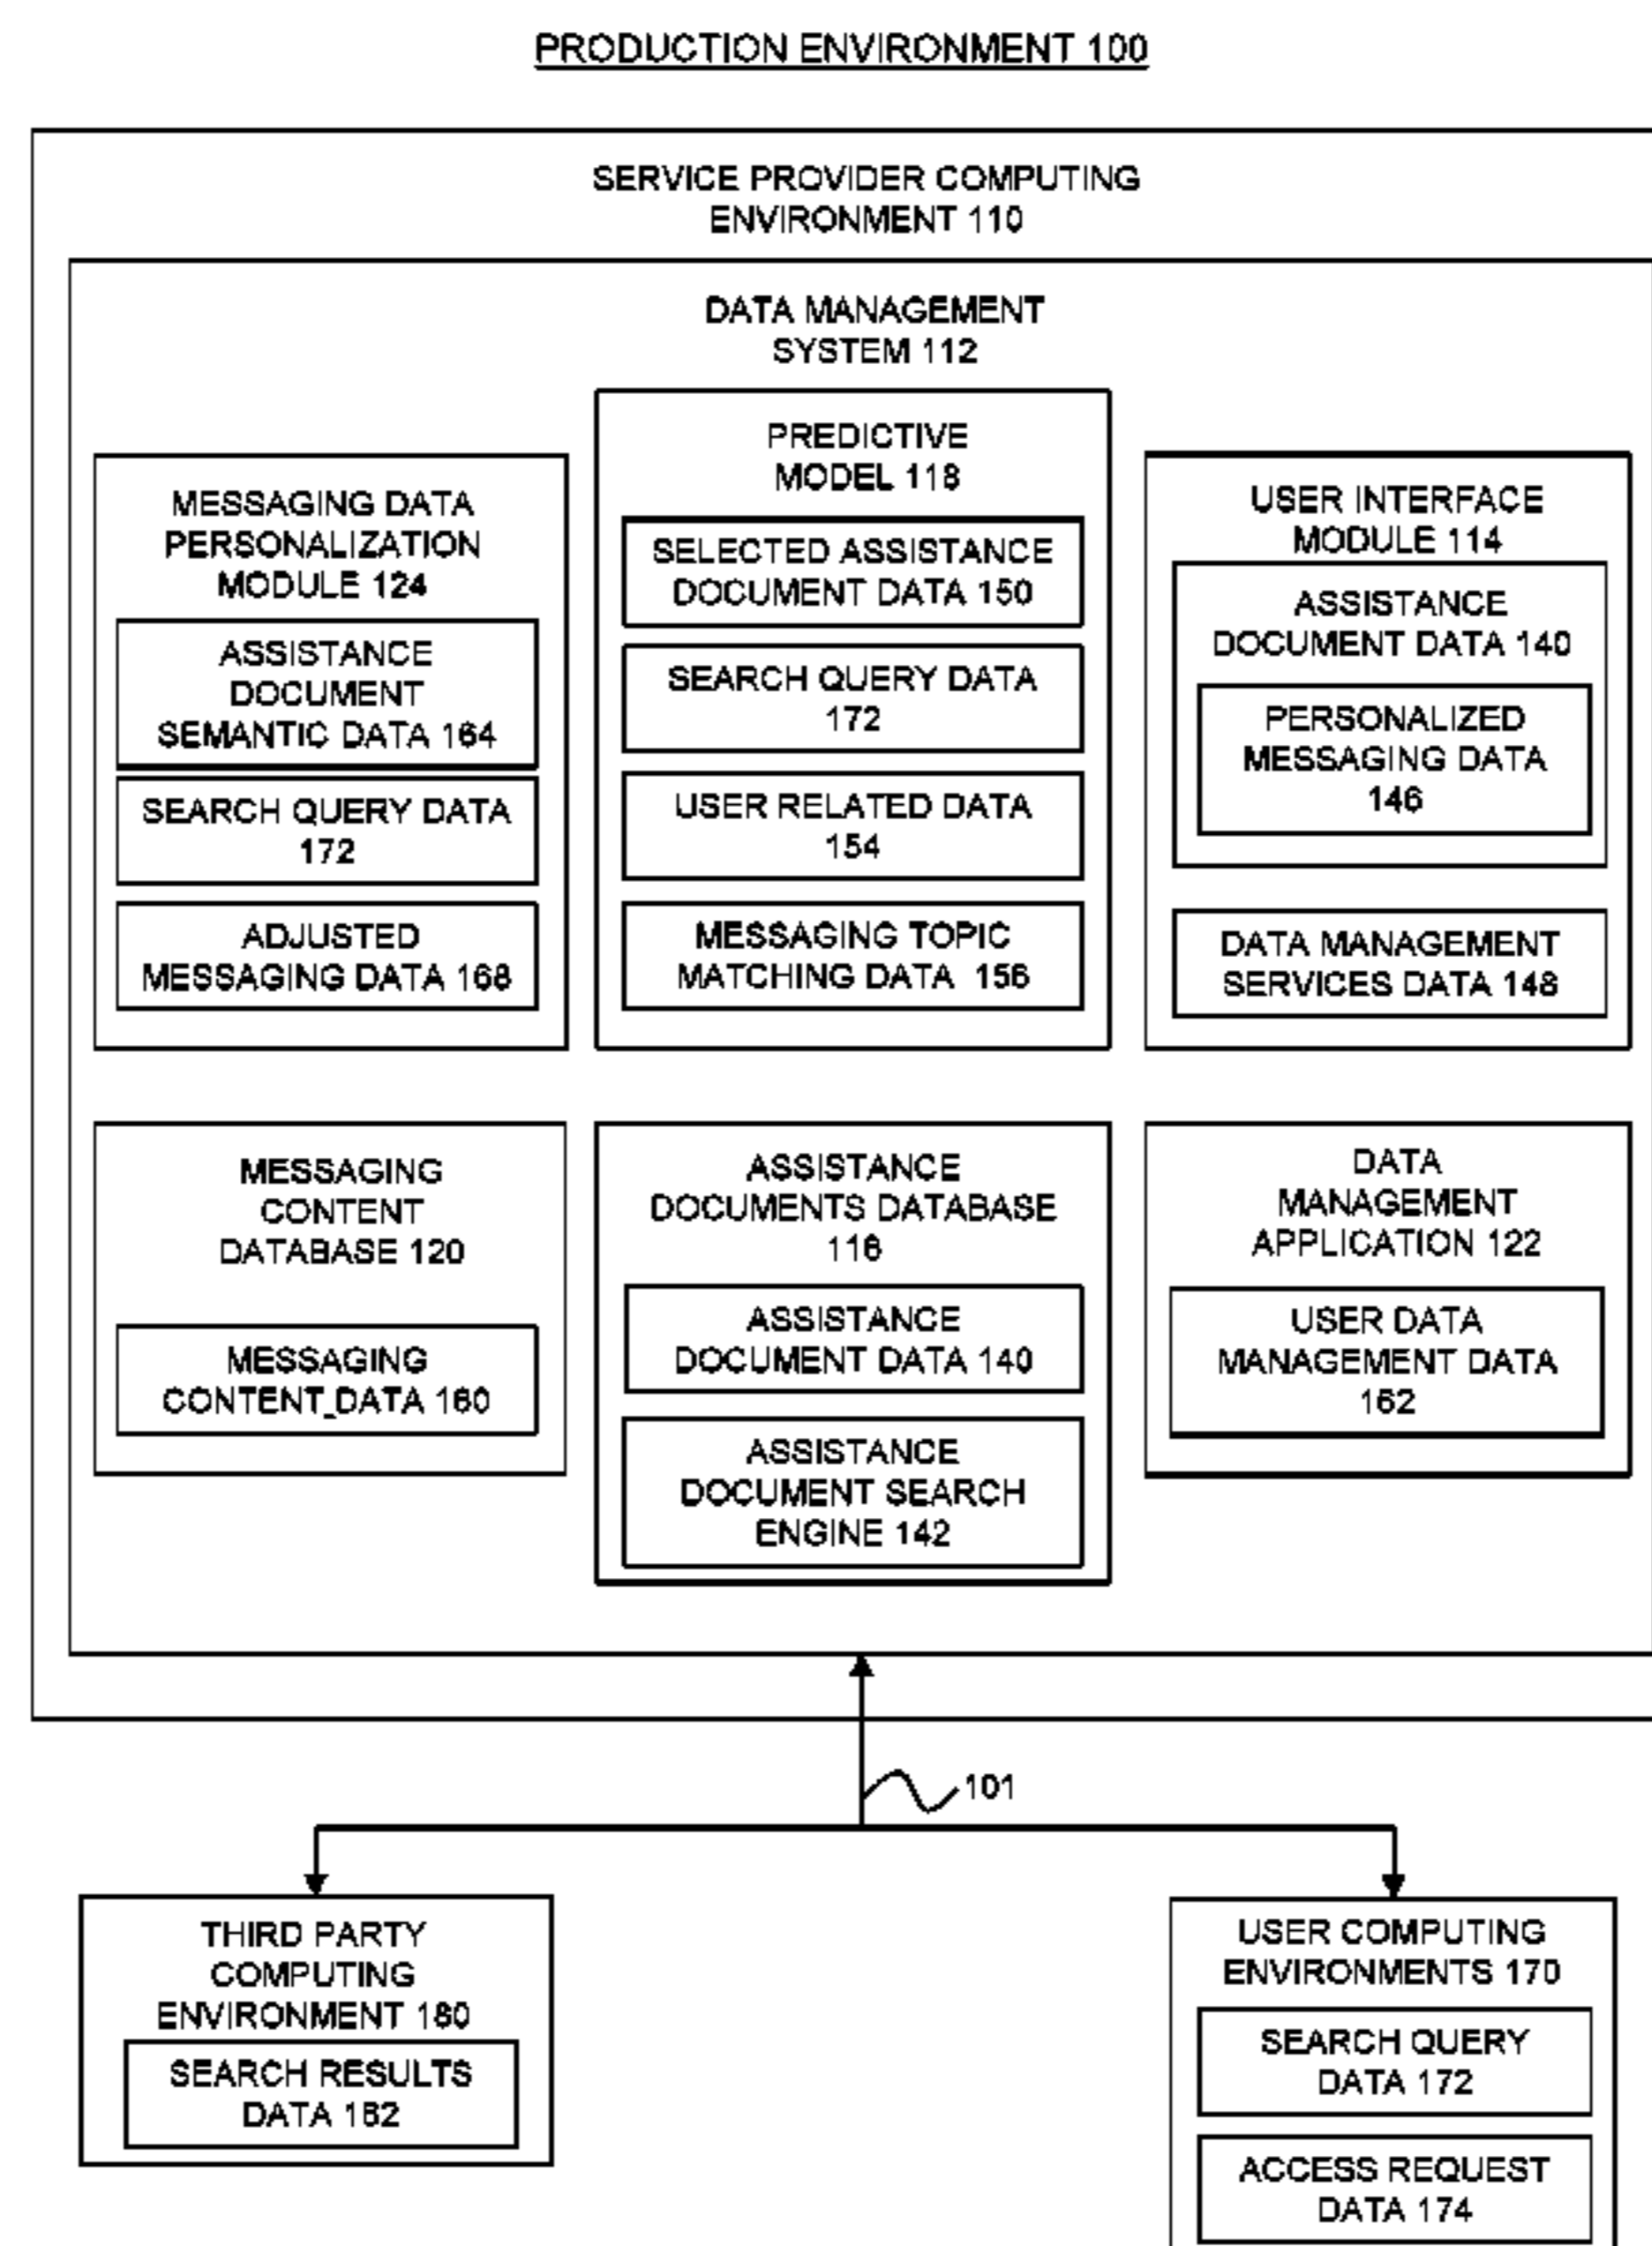 PRODUCTION ENVIRONMENT 100
SERVICE PROVIDER COMPUTING
ENVIRONMENT 110
DATA MANAGEMENT
SYSTEM 112
MESSAGING DATA
PERSONALIZATION
MODULE 124
ASSISTANCE
DOCUMENT
SEMANTIC DATA 164
SEARCH QUERY DATA
172
ADJUSTED
MESSAGING DATA 168
PREDICTIVE
MODEL 118
SELECTED ASSISTANCE
DOCUMENT DATA 150
SEARCH QUERY DATA
172
USER RELATED DATA
154
MESSAGING TOPIC
MATCHING DATA 156
USER INTERFACE
MODULE 114
ASSISTANCE
DOCUMENT DATA 140
PERSONALIZED
MESSAGING DATA
146
DATA MANAGEMENT
SERVICES DATA 148
MESSAGING
CONTENT
DATABASE 120
MESSAGING
CONTENT_DATA 160
ASSISTANCE
DOCUMENTS DATABASE
116
ASSISTANCE
DOCUMENT DATA 140
ASSISTANCE
DOCUMENT SEARCH
ENGINE 142
DATA
MANAGEMENT
APPLICATION 122
USER DATA
MANAGEMENT DATA
162
101
THIRD PARTY
COMPUTING
ENVIRONMENT 180
SEARCH RESULTS
DATA 182
USER COMPUTING
ENVIRONMENTS 170
SEARCH QUERY
DATA 172
ACCESS REQUEST
DATA 174